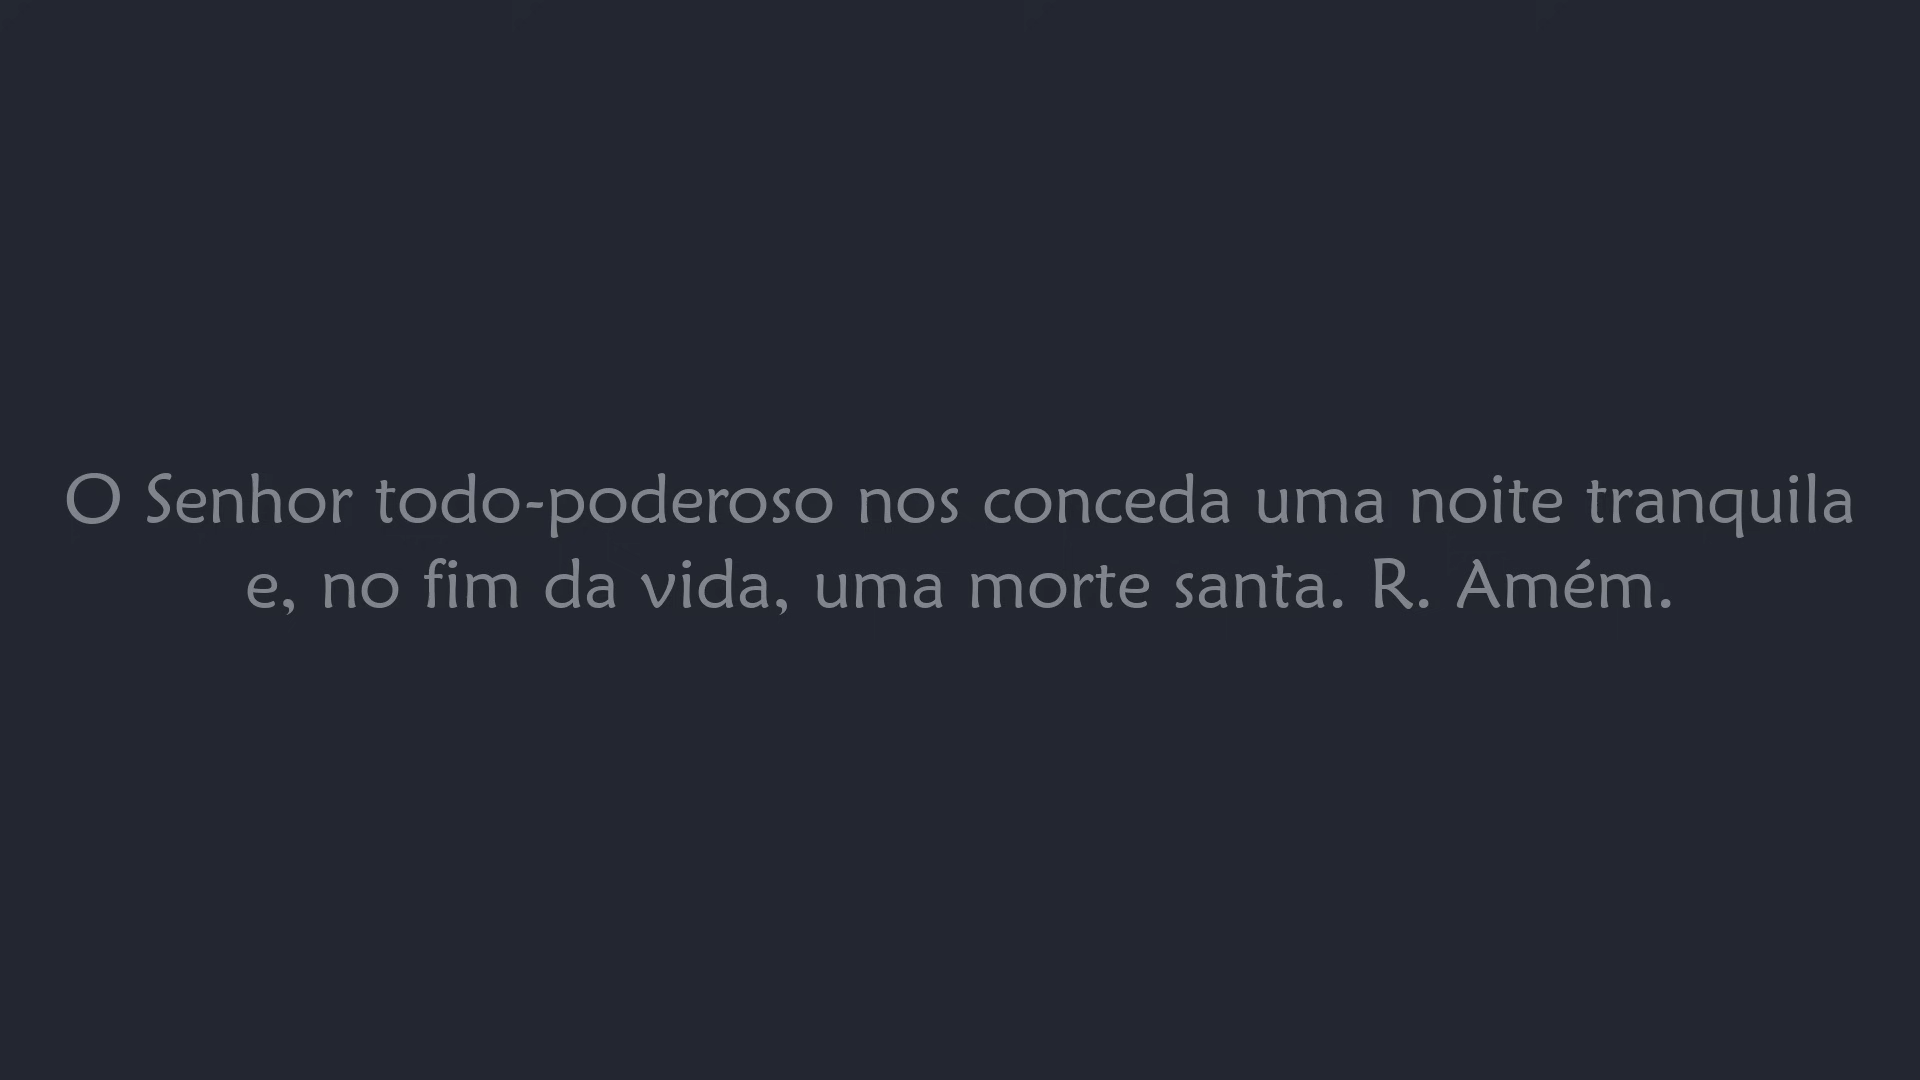 O Senhor todo-poderoso nos conceda uma noite tranquila
e, no fim da vida, uma morte santa. R. Amém.